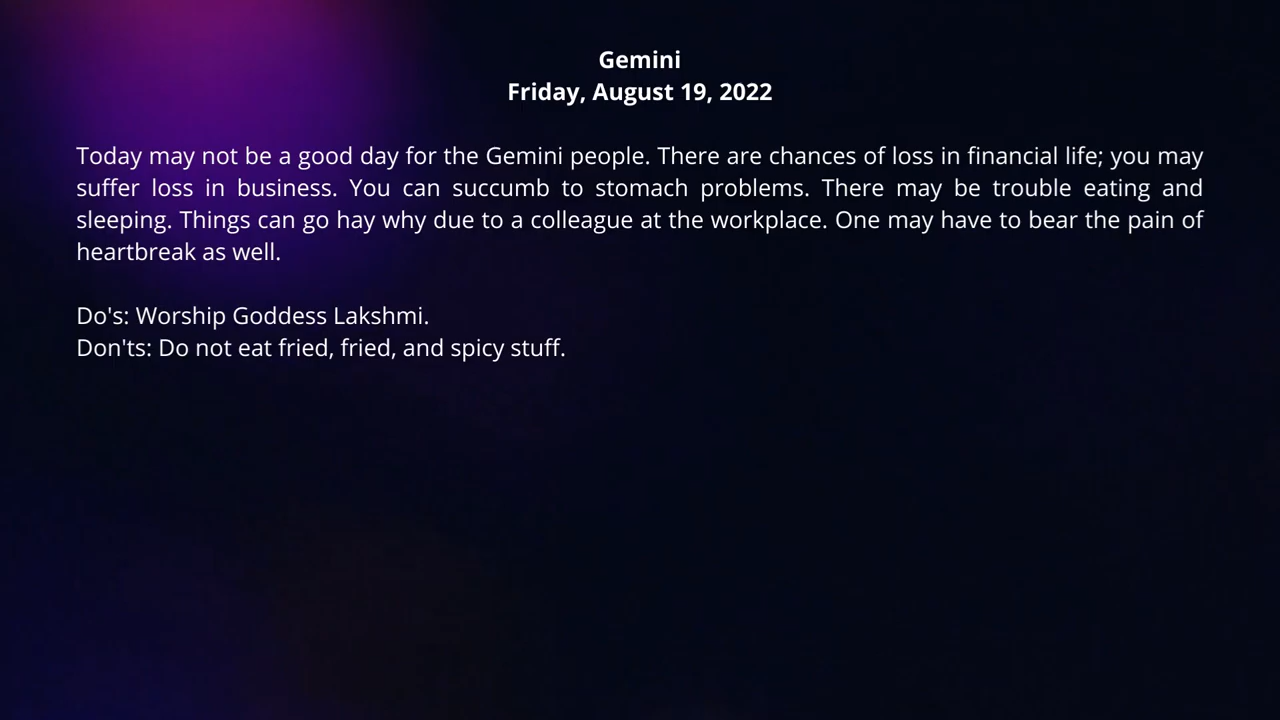 Gemini
Friday, August 19, 2022
Today may not be a good day for the Gemini people. There are chances of loss in financial life; you may
suffer loss in business. You can succumb to stomach problems. There may be trouble eating and
sleeping. Things can go hay why due to a colleague at the workplace. One may have to bear the pain of
heartbreak as well.
Do's: Worship Goddess Lakshmi.
Don'ts: Do not eat fried, fried, and spicy stuff.